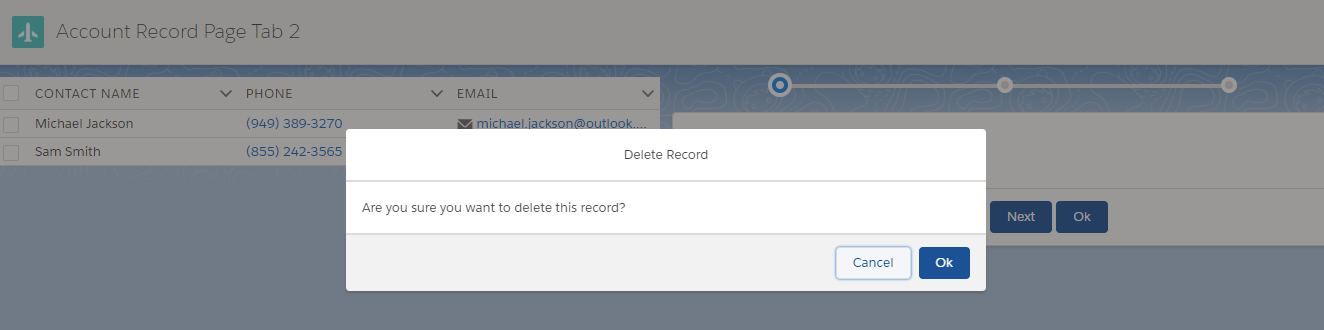 Account Record Page Tab 2
CONTACT NAME PHONE EMAIL
Michael Jackson (949) 389-3270 michael.jackson@outlook....
Sam Smith (855) 242-3565
Delete Record
Are you sure you want to delete this record?
Next Ok
Cancel Ok